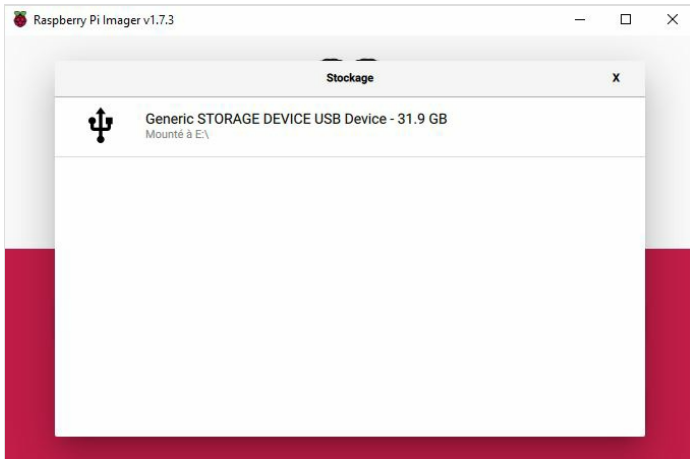 Raspberry Pi Imager v1.7.3
Stockage X
Generic STORAGE DEVICE USB Device - 31.9 GB
Mounté à E:\